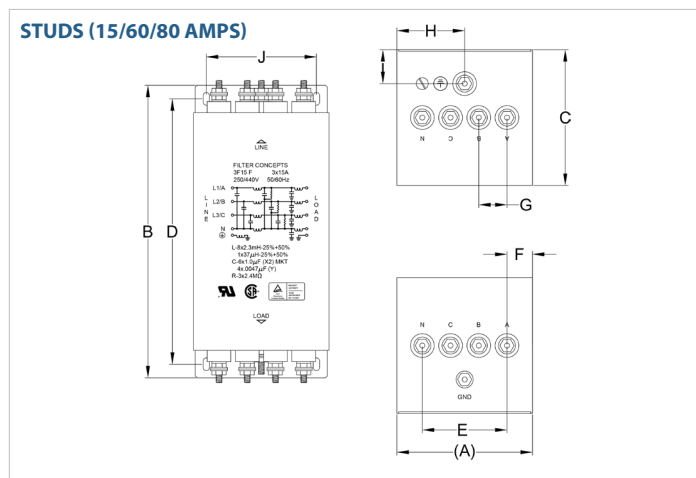 STUDS (15/60/80 AMPS)
J
H
I
C
N
C
B
A
G
B
D
LINE
FILTER CONCEPTS
3F15 F 3x15A
250/440V 50/60Hz
L1/A
L2/B
L3/C
N
LINE
LOAD
L-8x2.3mH-25%+50%
1x37µH-25%+50%
C-6x1.0µF (X2) MKT
4x.0047µF (Y)
R-3x2.4MΩ
LOAD
F
N C B A
GND
E
(A)